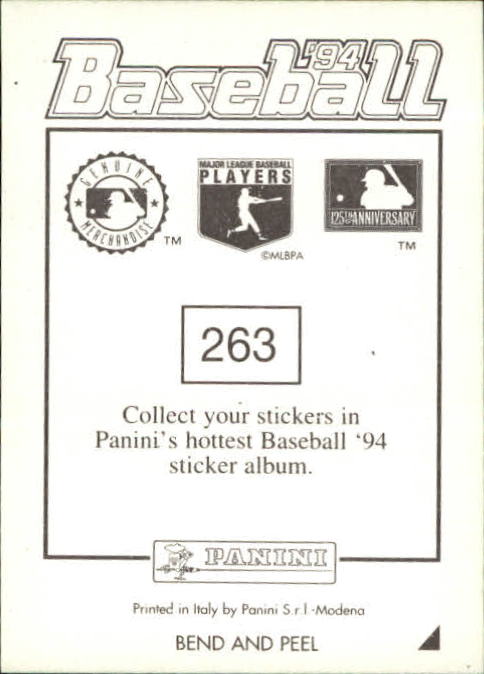 Baseball '94
GENUINE
MERCHANDISE
TM
MAJOR LEAGUE BASEBALL
PLAYERS
©MLBPA
125TH ANNIVERSARY
TM
263
Collect your stickers in
Panini's hottest Baseball ‘94
sticker album.
PANINI
Printed in Italy by Panini S.r.l.-Modena
BEND AND PEEL